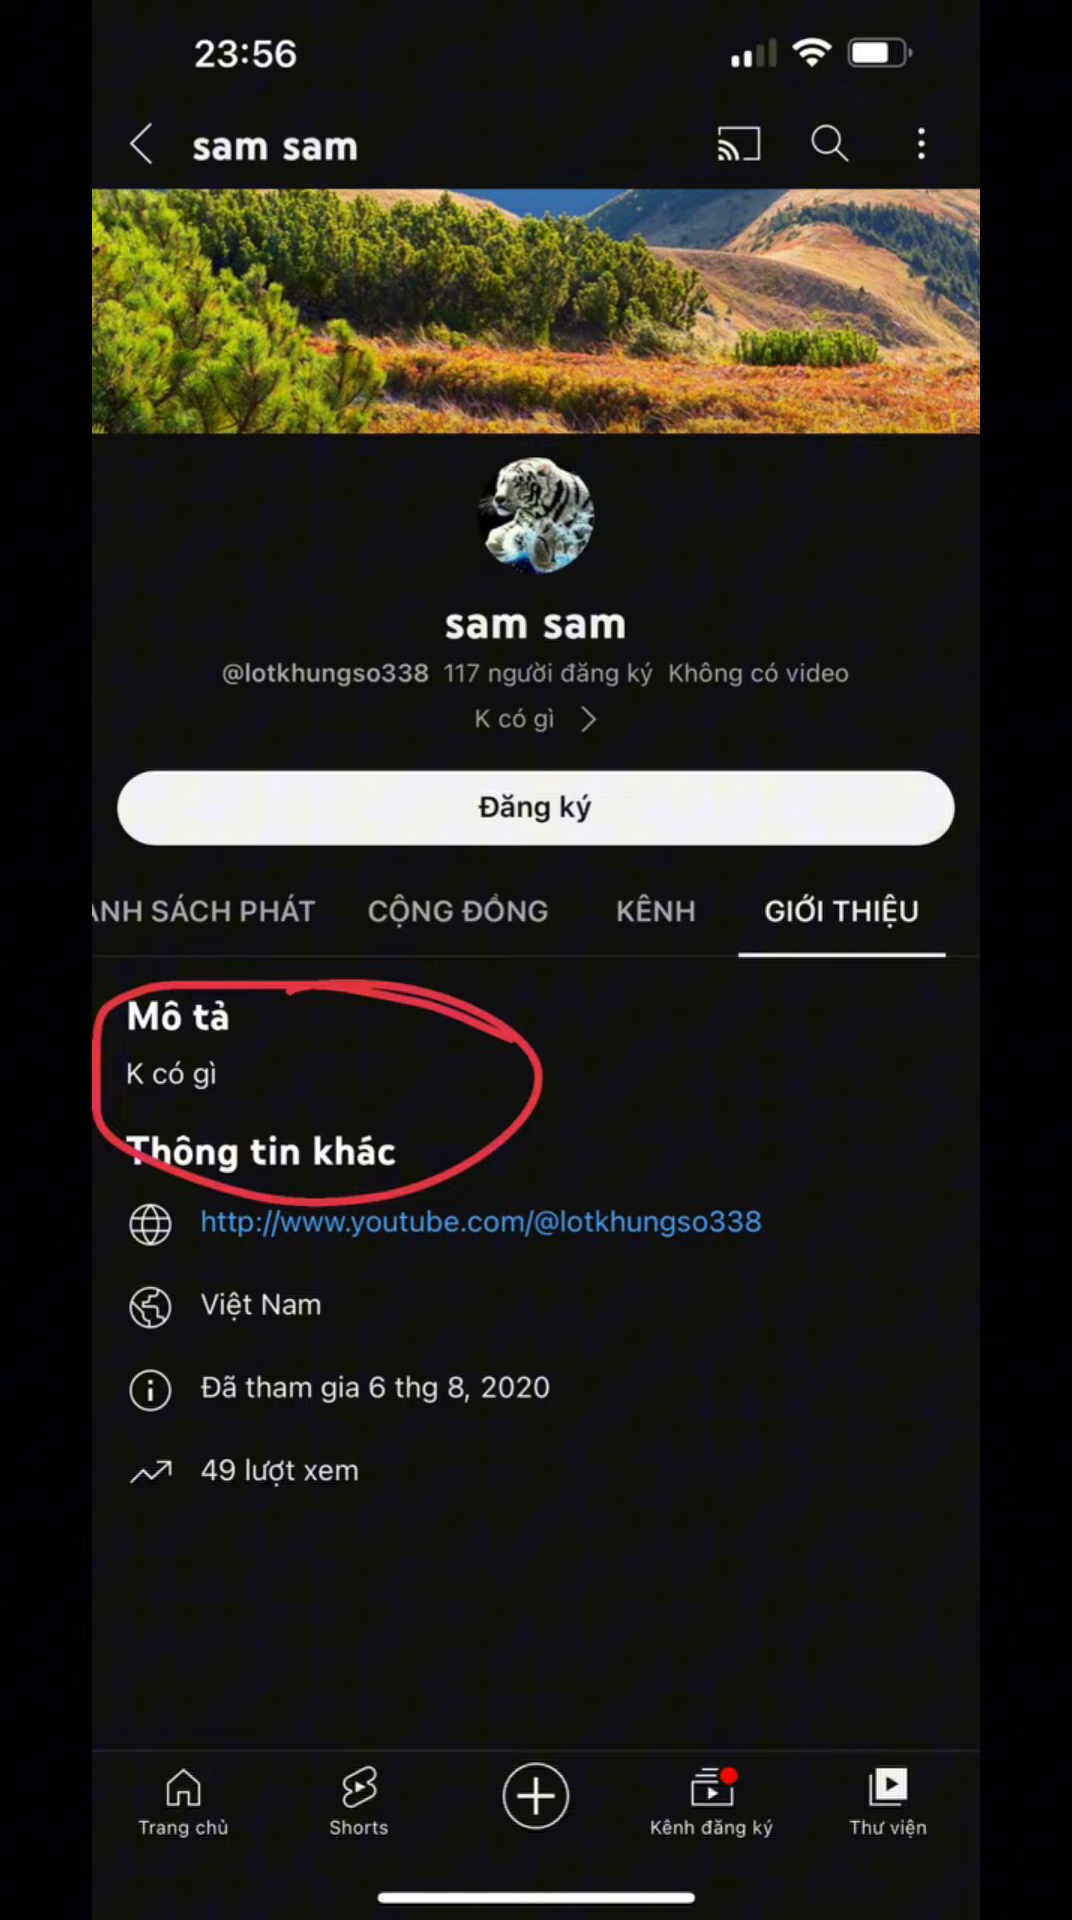 23:56
sam sam
sam sam
@lotkhungso338 117 người đăng ký Không có video
K có gì
Đăng ký
ANH SÁCH PHÁT CỘNG ĐỒNG KÊNH GIỚI THIỆU
Mô tả
K có gì
Thông tin khác
http://www.youtube.com/@lotkhungso338
Việt Nam
Đã tham gia 6 thg 8, 2020
49 lượt xem
Trang chủ Shorts Kênh đăng ký Thư viện